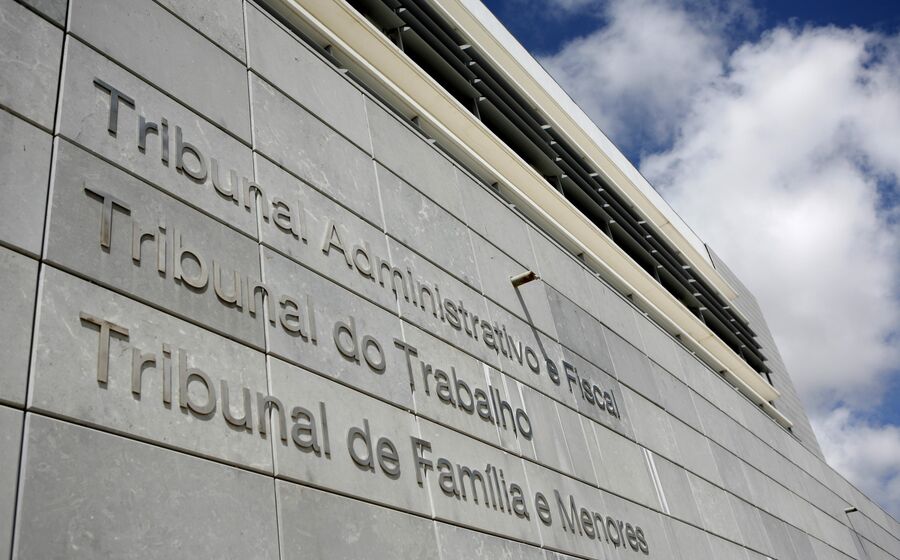 Tribunal Administrativo e Fiscal
Tribunal do Trabalho
Tribunal de Família e Menores